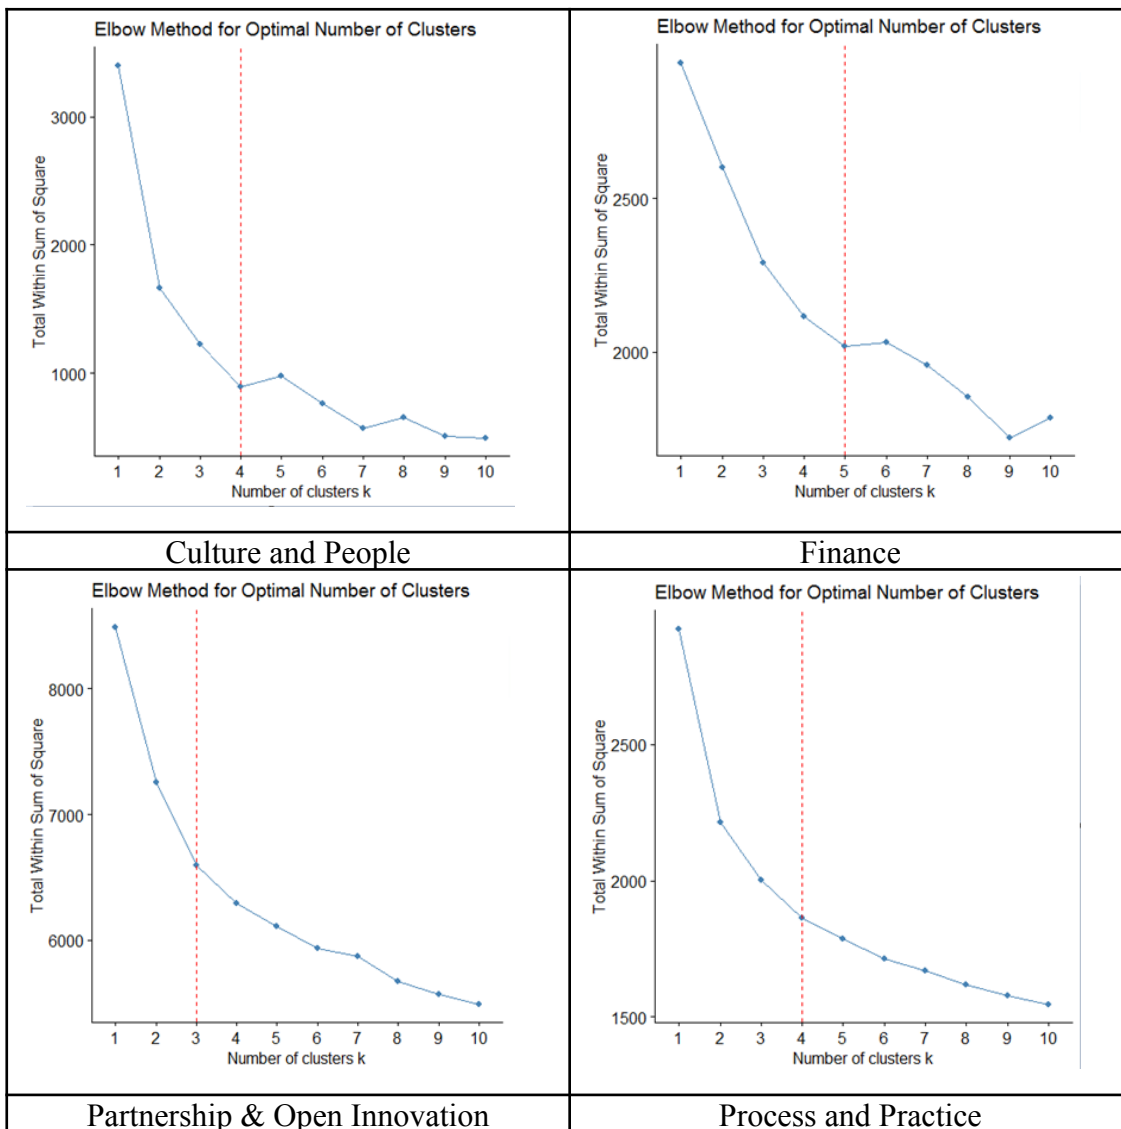 Elbow Method for Optimal Number of Clusters
Total Within Sum of Square
3000
2000
1000
1 2 3 4 5 6 7 8 9 10
Number of clusters k
Culture and People
Elbow Method for Optimal Number of Clusters
Total Within Sum of Square
2500
2000
1 2 3 4 5 6 7 8 9 10
Number of clusters k
Finance
Elbow Method for Optimal Number of Clusters
Total Within Sum of Square
8000
7000
6000
1 2 3 4 5 6 7 8 9 10
Number of clusters k
Partnership & Open Innovation
Elbow Method for Optimal Number of Clusters
Total Within Sum of Square
2500
2000
1500
1 2 3 4 5 6 7 8 9 10
Number of clusters k
Process and Practice